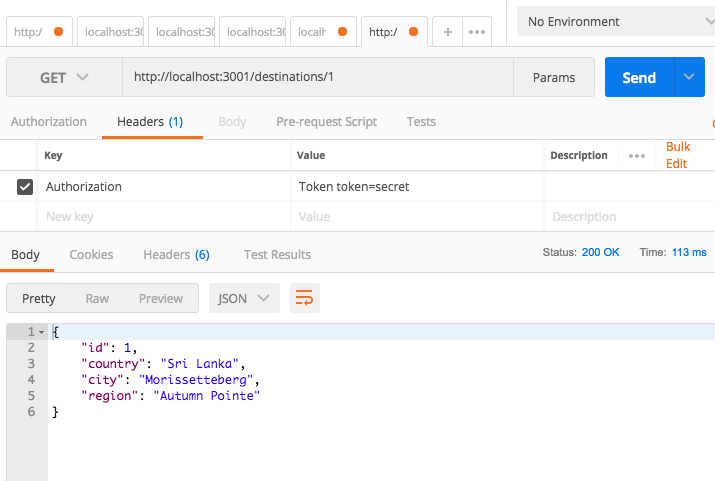 http:/ localhost:30 localhost:30 localhost:30 localh http:/ + ••• No Environment
GET http://localhost:3001/destinations/1 Params Send
Authorization Headers (1) Body Pre-request Script Tests
Key Value Description ••• Bulk Edit
Authorization Token token=secret
New key Value Description
Body Cookies Headers (6) Test Results Status: 200 OK Time: 113 ms
Pretty Raw Preview JSON
1 {
2 "id": 1,
3 "country": "Sri Lanka",
4 "city": "Morissetteberg",
5 "region": "Autumn Pointe"
6 }